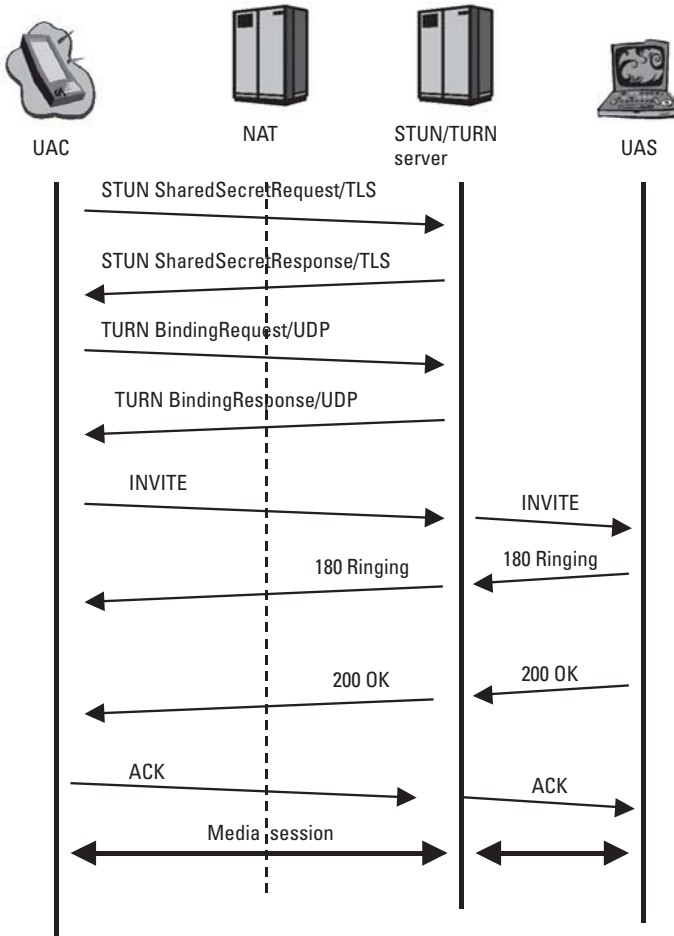 UAC
NAT
STUN/TURN
server
UAS
STUN SharedSecretRequest/TLS
STUN SharedSecretResponse/TLS
TURN BindingRequest/UDP
TURN BindingResponse/UDP
INVITE
INVITE
180 Ringing
180 Ringing
200 OK
200 OK
ACK
ACK
Media session